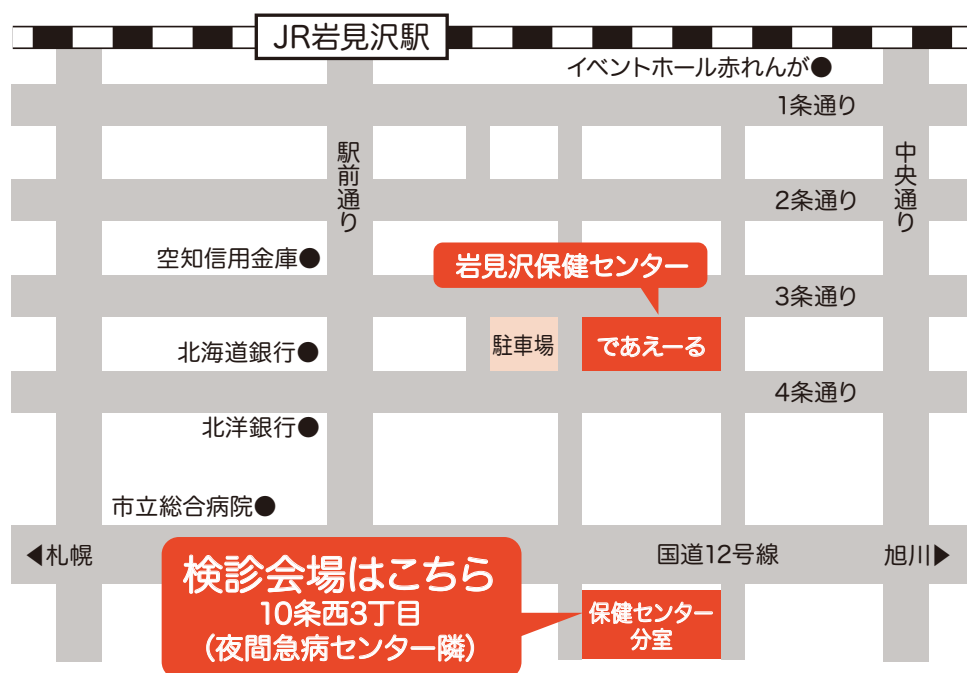 JR岩見沢駅
イベントホール赤れんが●
1条通り
駅前通り
中央通り
2条通り
空知信用金庫●
岩見沢保健センター
3条通り
北海道銀行●
駐車場
であえーる
4条通り
北洋銀行●
市立総合病院●
◀札幌
国道12号線
旭川▶
検診会場はこちら
10条西3丁目
（夜間急病センター隣）
保健センター
分室